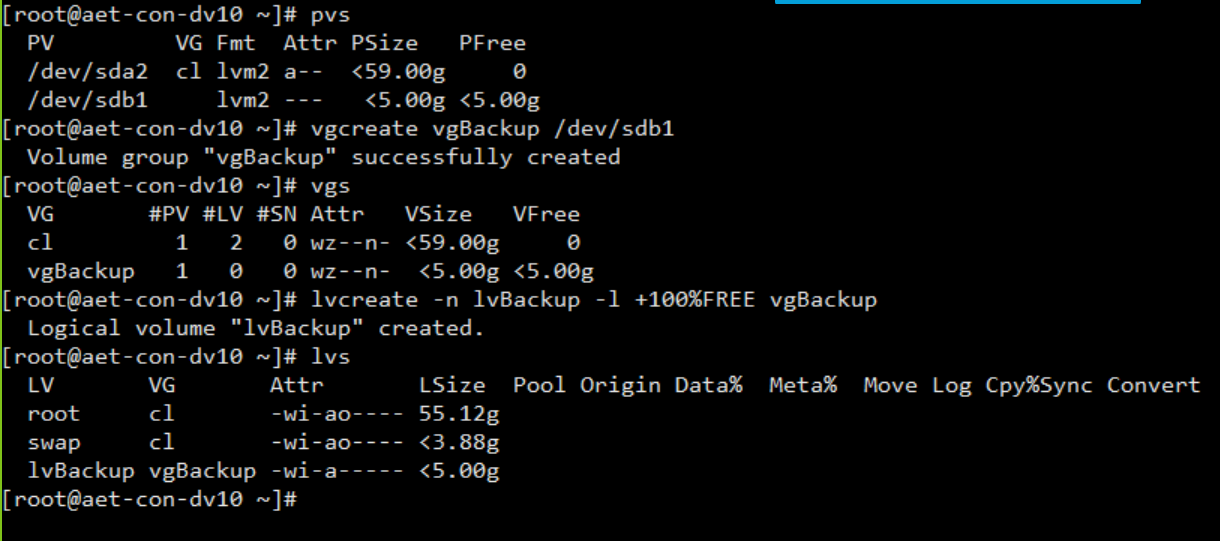 [root@aet-con-dv10 ~]# pvs
  PV         VG Fmt  Attr PSize   PFree
  /dev/sda2  cl lvm2 a--  <59.00g     0
  /dev/sdb1     lvm2 ---   <5.00g <5.00g
[root@aet-con-dv10 ~]# vgcreate vgBackup /dev/sdb1
  Volume group "vgBackup" successfully created
[root@aet-con-dv10 ~]# vgs
  VG       #PV #LV #SN Attr   VSize   VFree
  cl         1   2   0 wz--n- <59.00g     0
  vgBackup   1   0   0 wz--n-  <5.00g <5.00g
[root@aet-con-dv10 ~]# lvcreate -n lvBackup -l +100%FREE vgBackup
  Logical volume "lvBackup" created.
[root@aet-con-dv10 ~]# lvs
  LV       VG       Attr       LSize  Pool Origin Data%  Meta%  Move Log Cpy%Sync Convert
  root     cl       -wi-ao---- 55.12g
  swap     cl       -wi-ao---- <3.88g
  lvBackup vgBackup -wi-a----- <5.00g
[root@aet-con-dv10 ~]#